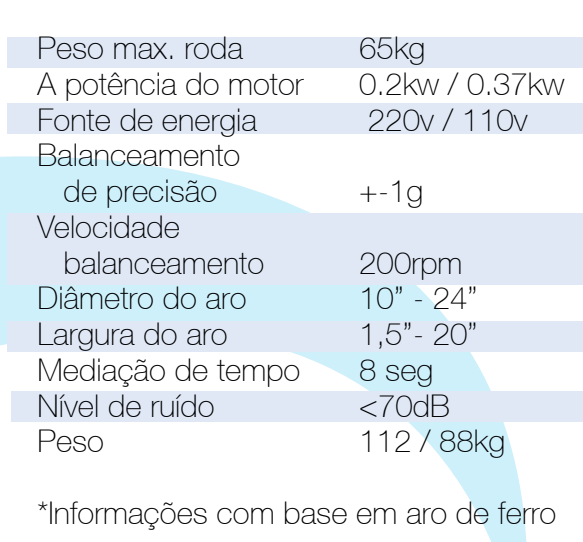 Peso max. roda 65kg
A potência do motor 0.2kw / 0.37kw
Fonte de energia 220v / 110v
Balanceamento
de precisão +-1g
Velocidade
balanceamento 200rpm
Diâmetro do aro 10” - 24”
Largura do aro 1,5”- 20”
Mediação de tempo 8 seg
Nível de ruído <70dB
Peso 112 / 88kg
*Informações com base em aro de ferro